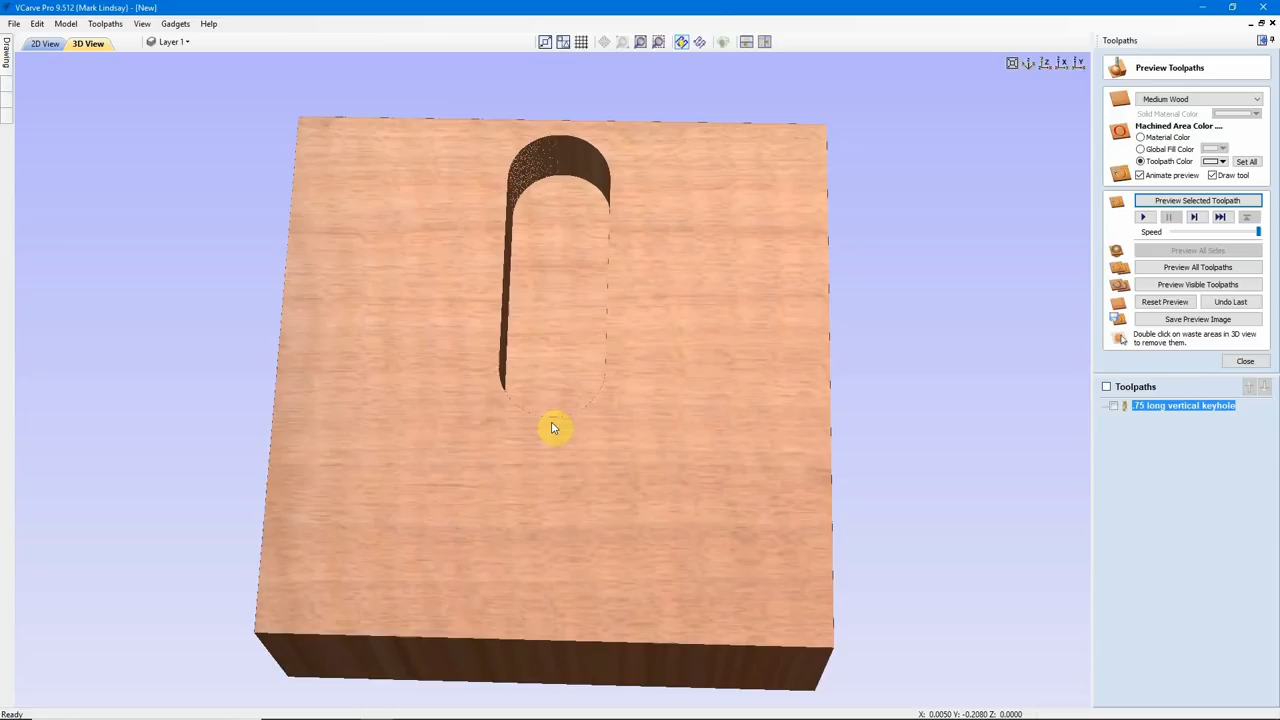 VCarve Pro 9.512 {Mark Lindsay} - [New]
File Edit Model Toolpaths View Gadgets Help
2D View 3D View Layer 1
Drawing
Toolpaths
Preview Toolpaths
Medium Wood
Solid Material Color
Machined Area Color ....
Material Color
Global Fill Color
Toolpath Color Set All
Animate preview Draw tool
Preview Selected Toolpath
Speed
Preview All Sides
Preview All Toolpaths
Preview Visible Toolpaths
Reset Preview Undo Last
Save Preview Image
Double click on waste areas in 3D view
to remove them.
Close
Toolpaths
.75 long vertical keyhole
Ready
X: 0.0050 Y: -0.2080 Z: 0.0000